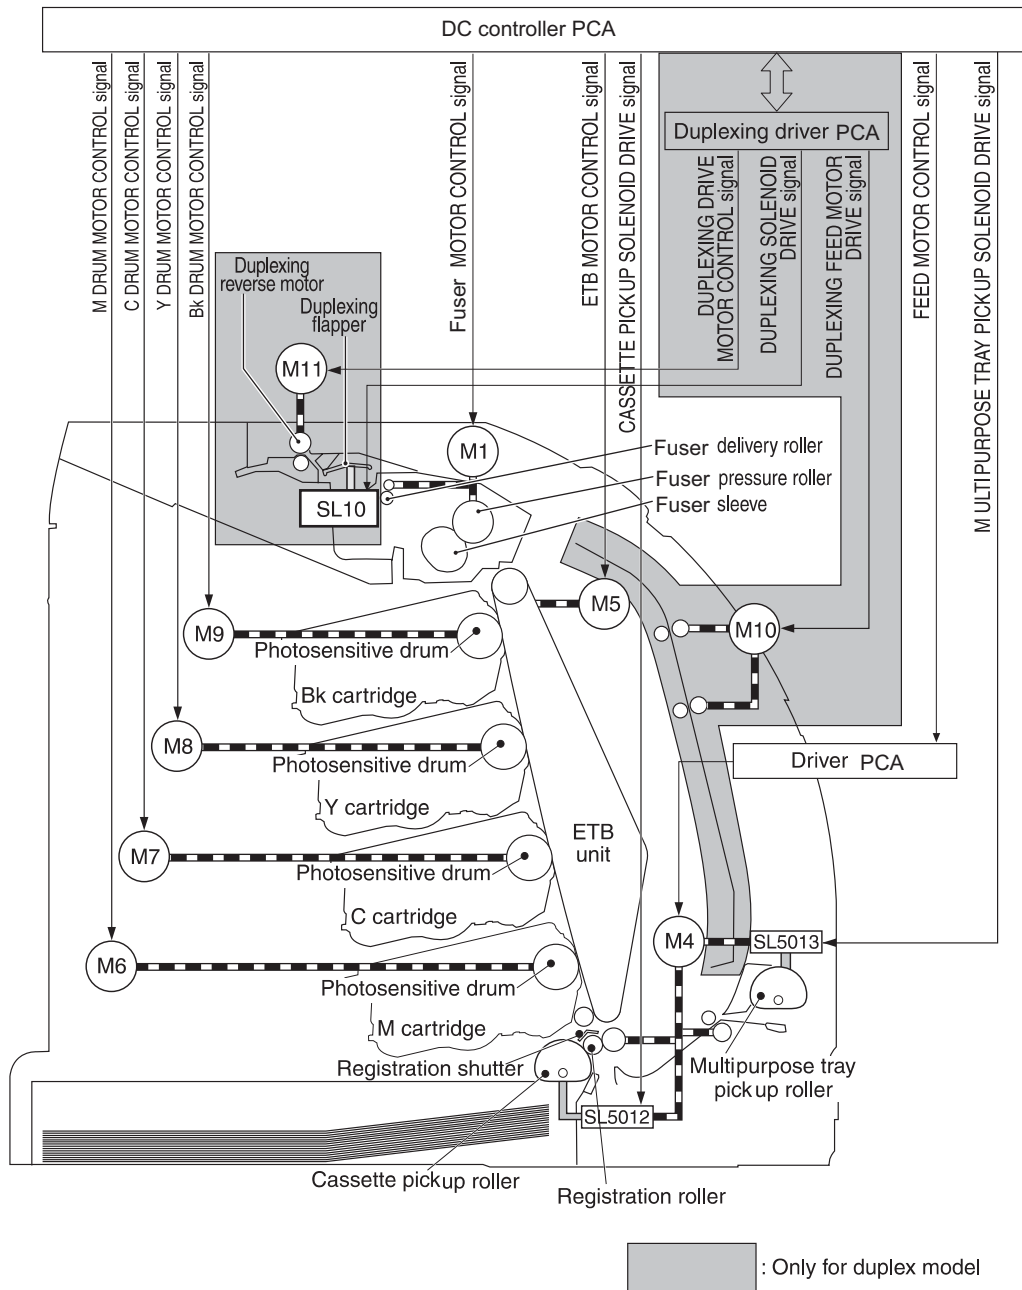 DC controller PCA
M DRUM MOTOR CONTROL signal
C DRUM MOTOR CONTROL signal
Y DRUM MOTOR CONTROL signal
Bk DRUM MOTOR CONTROL signal
Fuser MOTOR CONTROL signal
ETB MOTOR CONTROL signal
CASSETTE PICKUP SOLENOID DRIVE signal
Duplexing driver PCA
DUPLEXING DRIVE
MOTOR CONTROL signal
DUPLEXING SOLENOID
DRIVE signal
DUPLEXING FEED MOTOR
DRIVE signal
FEED MOTOR CONTROL signal
M ULTIPURPOSE TRAY PICKUP SOLENOID DRIVE signal
Duplexing
reverse motor
Duplexing
flapper
M11
M1
Fuser delivery roller
Fuser pressure roller
Fuser sleeve
SL10
M5
M10
M9
Photosensitive drum
Bk cartridge
M8
Photosensitive drum
Y cartridge
Driver PCA
ETB
unit
M7
Photosensitive drum
C cartridge
M4
SL5013
M6
Photosensitive drum
M cartridge
Registration shutter
Multipurpose tray
pickup roller
SL5012
Cassette pickup roller
Registration roller
: Only for duplex model